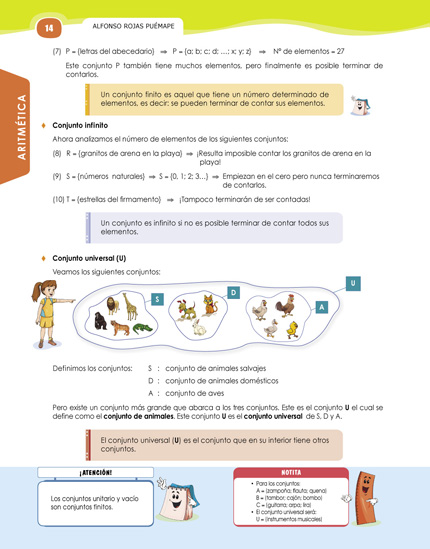 14
ALFONSO ROJAS PUÉMAPE
ARITMÉTICA
(7) P = {letras del abecedario} ⇒ P = {a; b; c; d; ...; x; y; z} ⇒ Nº de elementos = 27
Este conjunto P también tiene muchos elementos, pero finalmente es posible terminar de
contarlos.
Un conjunto finito es aquel que tiene un número determinado de
elementos, es decir: se pueden terminar de contar sus elementos.
Conjunto infinito
Ahora analizamos el número de elementos de los siguientes conjuntos:
(8) R = {granitos de arena en la playa} ⇒ ¡Resulta imposible contar los granitos de arena en la
playa!
(9) S = {números naturales} ⇒ S = {0, 1; 2; 3...} ⇒ Empiezan en el cero pero nunca terminaremos
de contarlos.
(10) T = {estrellas del firmamento} ⇒ ¡Tampoco terminarán de ser contadas!
Un conjunto es infinito si no es posible terminar de contar todos sus
elementos.
Conjunto universal (U)
Veamos los siguientes conjuntos:
U
D
S
A
Definimos los conjuntos: S : conjunto de animales salvajes
D : conjunto de animales domésticos
A : conjunto de aves
Pero existe un conjunto más grande que abarca a los tres conjuntos. Este es el conjunto U el cual se
define como el conjunto de animales. Este conjunto U es el conjunto universal de S, D y A.
El conjunto universal (U) es el conjunto que en su interior tiene otros
conjuntos.
¡ATENCIÓN!
Los conjuntos unitario y vacío
son conjuntos finitos.
NOTITA
• Para los conjuntos:
A = {zampoña; flauta; quena}
B = {tambor; cajón; bombo}
C = {guitarra; arpa; lira}
• El conjunto universal será:
U = {instrumentos musicales}